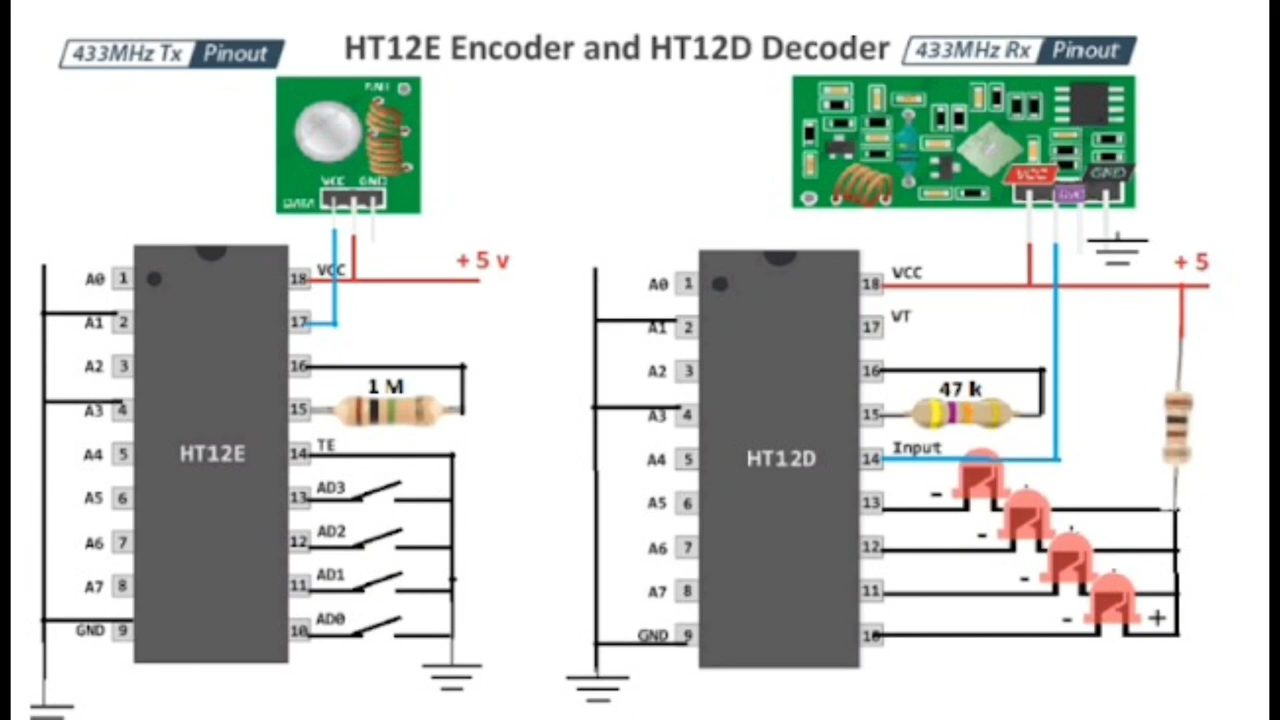 433MHz Tx Pinout
HT12E Encoder and HT12D Decoder
433MHz Rx Pinout
VCC GND
DATA
VCC
GND
A0 1
A1 2
A2 3
A3 4
A4 5
A5 6
A6 7
A7 8
GND 9
HT12E
18 VCC
+ 5 v
17
16
1 M
15
14 TE
13 AD3
12 AD2
11 AD1
10 AD0
A0 1
A1 2
A2 3
A3 4
A4 5
A5 6
A6 7
A7 8
GND 9
HT12D
18 VCC
+ 5
17 VT
16
47 k
15
14 Input
13 -
12 -
11 -
10 - +